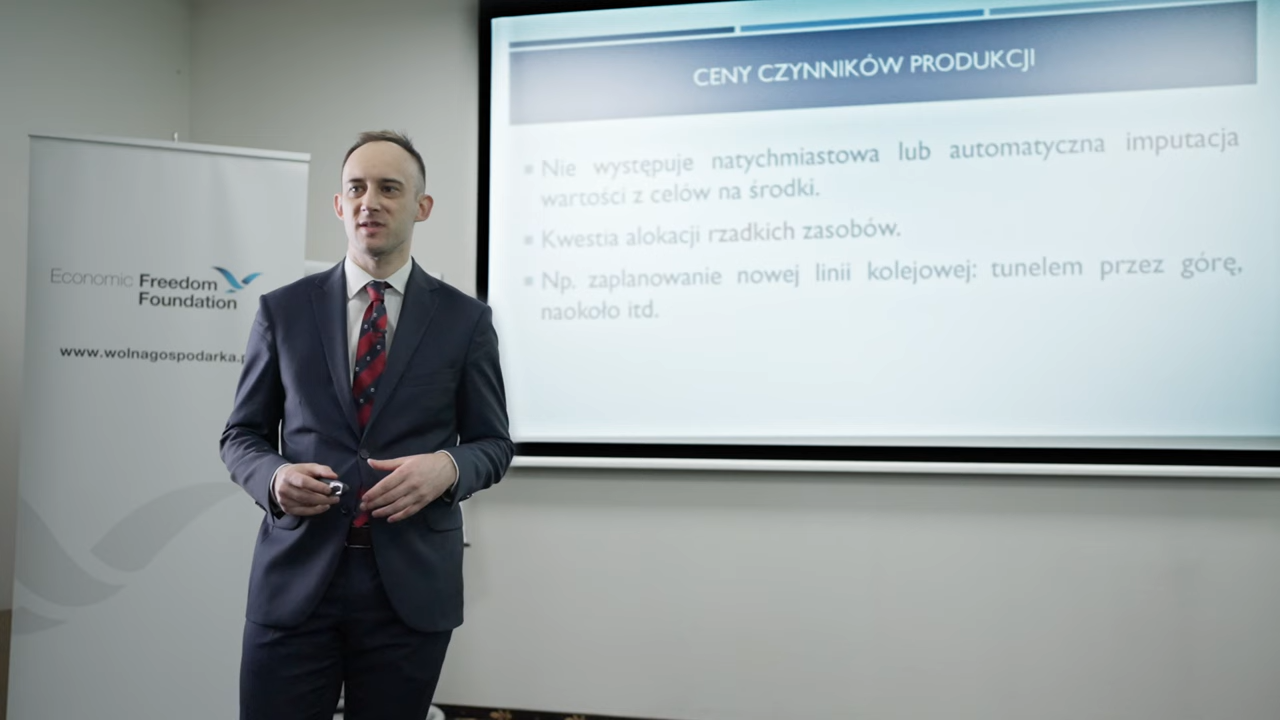 CENY CZYNNIKÓW PRODUKCJI
Nie występuje natychmiastowa lub automatyczna imputacja
wartości z celów na środki.
Kwestia alokacji rzadkich zasobów.
Np. zaplanowanie nowej linii kolejowej: tunelem przez górę,
naokoło itd.
Economic Freedom
Foundation
www.wolnagospodarka.p